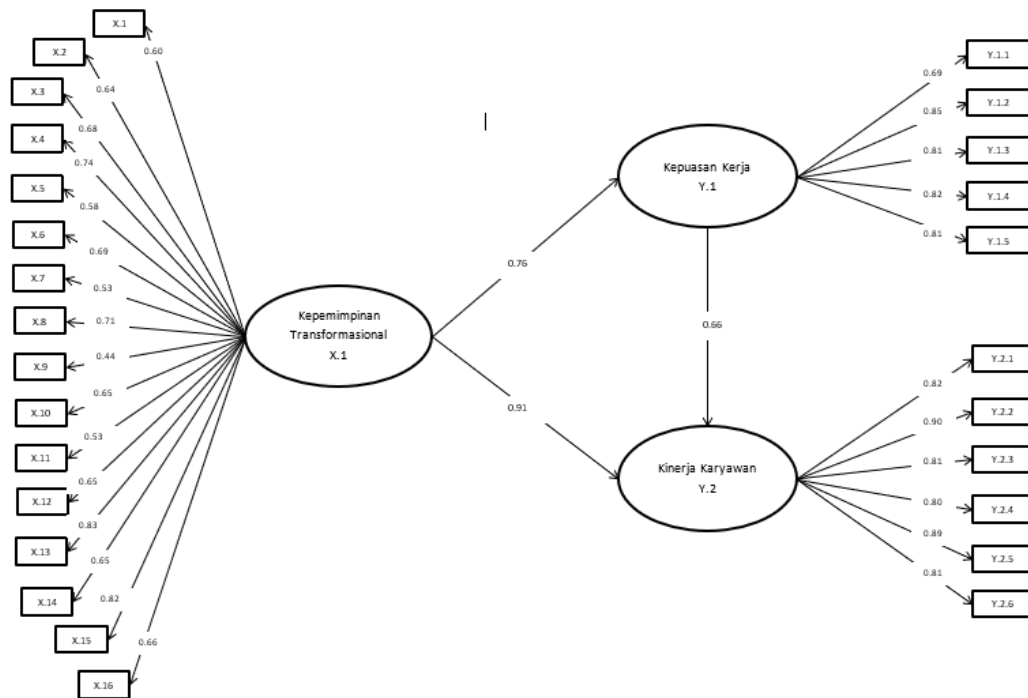 X.1
0.60
X.2
0.64
X.3
0.68
X.4
0.74
X.5
0.58
X.6
0.69
X.7
0.53
X.8
0.71
X.9
0.44
X.10
0.65
X.11
0.53
X.12
0.65
X.13
0.83
X.14
0.65
X.15
0.82
X.16
0.66
Kepemimpinan
Transformasional
X.1
0.76
0.91
Kepuasan Kerja
Y.1
0.66
Kinerja Karyawan
Y.2
0.69
Y.1.1
0.85
Y.1.2
0.81
Y.1.3
0.82
Y.1.4
0.81
Y.1.5
0.82
Y.2.1
0.90
Y.2.2
0.81
Y.2.3
0.80
Y.2.4
0.89
Y.2.5
0.81
Y.2.6